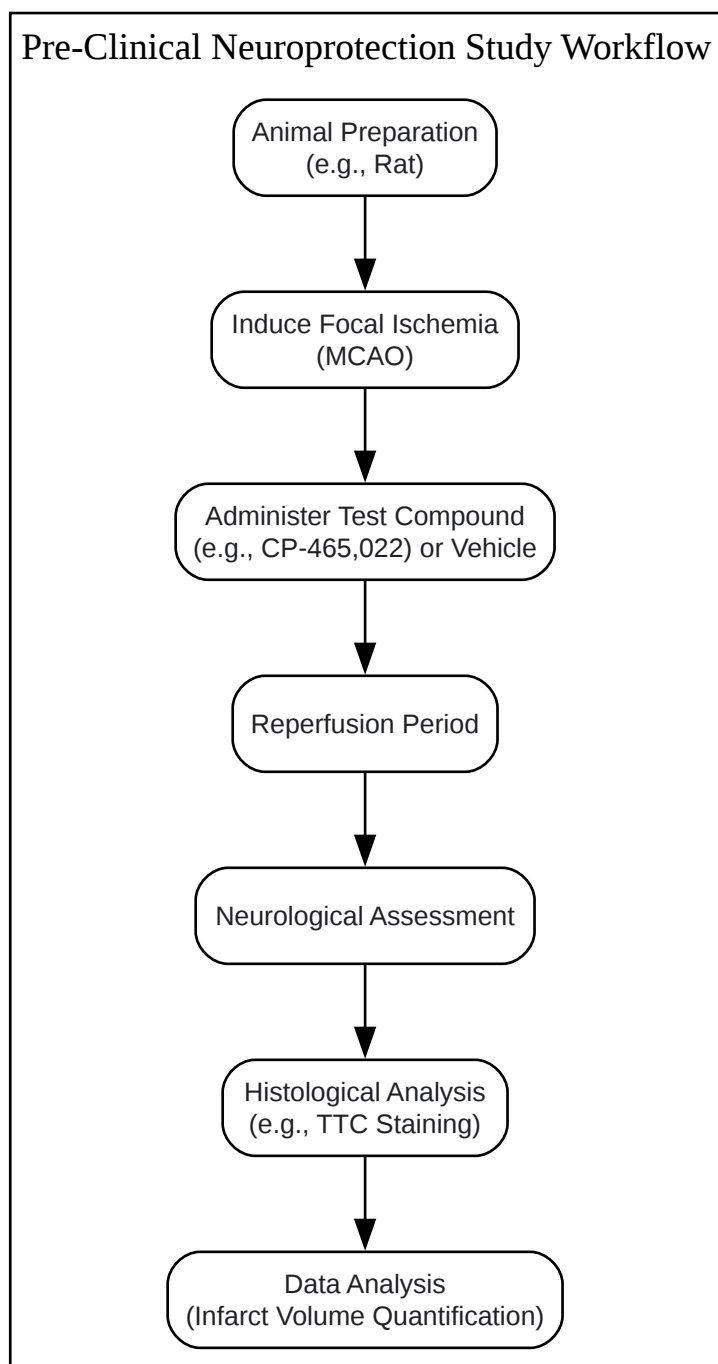 Pre-Clinical Neuroprotection Study Workflow
Animal Preparation
(e.g., Rat)
Induce Focal Ischemia
(MCAO)
Administer Test Compound
(e.g., CP-465,022) or Vehicle
Reperfusion Period
Neurological Assessment
Histological Analysis
(e.g., TTC Staining)
Data Analysis
(Infarct Volume Quantification)